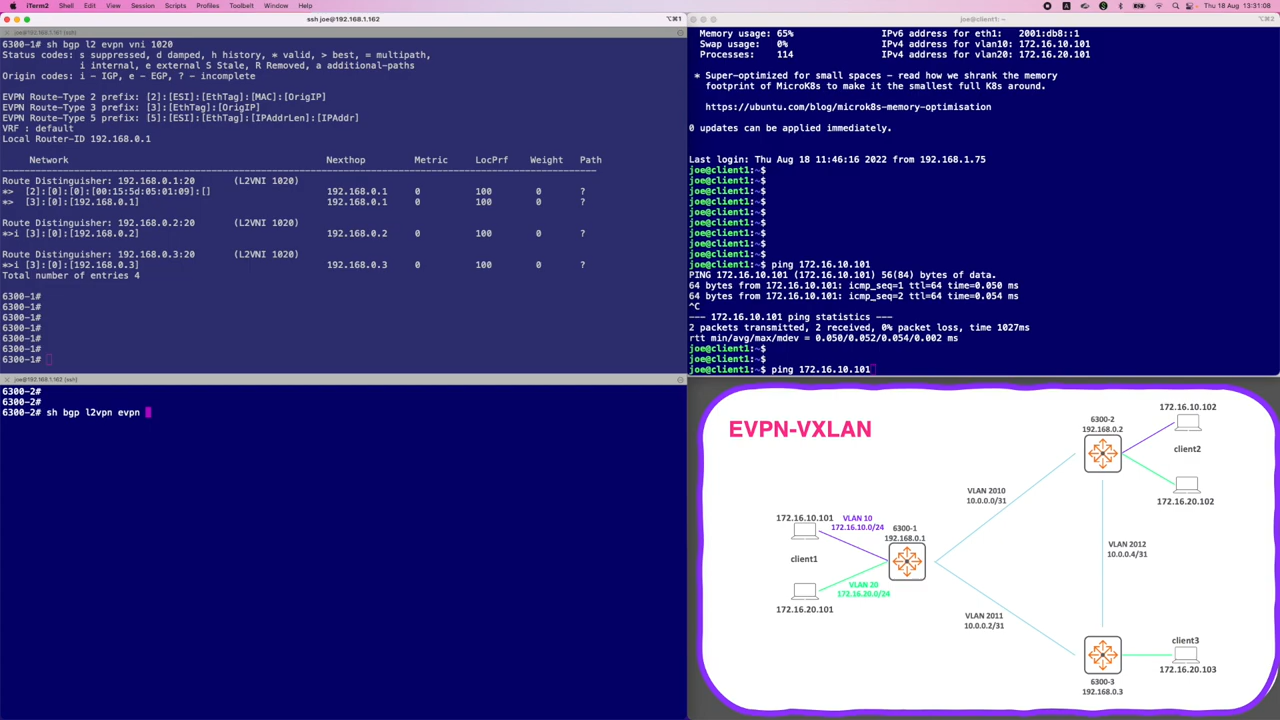 iTerm2 Shell Edit View Session Scripts Profiles Toolbelt Window Help
A
Thu 18 Aug 13:31:08
ssh joe@192.168.1.162
⌥⌘1
joe@192.168.1.162 (ssh)
6300-1# sh bgp l2 evpn vni 1020
Status codes: s suppressed, d damped, h history, * valid, > best, = multipath,
i internal, e external S Stale, R Removed, a additional-paths
Origin codes: i - IGP, e - EGP, ? - incomplete
EVPN Route-Type 2 prefix: [2]:[ESI]:[EthTag]:[MAC]:[OrigIP]
EVPN Route-Type 3 prefix: [3]:[EthTag]:[OrigIP]
EVPN Route-Type 5 prefix: [5]:[ESI]:[EthTag]:[IPAddrLen]:[IPAddr]
VRF : default
Local Router-ID 192.168.0.1
Network Nexthop Metric LocPrf Weight Path
--------------------------------------------------------------------------------
Route Distinguisher: 192.168.0.1:20 (L2VNI 1020)
*> [2]:[0]:[0]:[00:15:5d:05:01:09]:[] 192.168.0.1 0 100 0 ?
*> [3]:[0]:[192.168.0.1] 192.168.0.1 0 100 0 ?
Route Distinguisher: 192.168.0.2:20 (L2VNI 1020)
*>i [3]:[0]:[192.168.0.2] 192.168.0.2 0 100 0 ?
Route Distinguisher: 192.168.0.3:20 (L2VNI 1020)
*>i [3]:[0]:[192.168.0.3] 192.168.0.3 0 100 0 ?
Total number of entries 4
6300-1#
6300-1#
6300-1#
6300-1#
6300-1#
6300-1#
6300-1#
joe@192.168.1.162 (ssh)
6300-2#
6300-2#
6300-2# sh bgp l2vpn evpn
joe@client1:~
⌥⌘2
Memory usage: 65% IPv6 address for eth1: 2001:db8::1
Swap usage: 0% IPv4 address for vlan10: 172.16.10.101
Processes: 114 IPv4 address for vlan20: 172.16.20.101
* Super-optimized for small spaces - read how we shrank the memory
footprint of MicroK8s to make it the smallest full K8s around.
https://ubuntu.com/blog/microk8s-memory-optimisation
0 updates can be applied immediately.
Last login: Thu Aug 18 11:46:16 2022 from 192.168.1.75
joe@client1:~$
joe@client1:~$
joe@client1:~$
joe@client1:~$
joe@client1:~$
joe@client1:~$
joe@client1:~$
joe@client1:~$
joe@client1:~$
joe@client1:~$ ping 172.16.10.101
PING 172.16.10.101 (172.16.10.101) 56(84) bytes of data.
64 bytes from 172.16.10.101: icmp_seq=1 ttl=64 time=0.050 ms
64 bytes from 172.16.10.101: icmp_seq=2 ttl=64 time=0.054 ms
^C
--- 172.16.10.101 ping statistics ---
2 packets transmitted, 2 received, 0% packet loss, time 1027ms
rtt min/avg/max/mdev = 0.050/0.052/0.054/0.002 ms
joe@client1:~$
joe@client1:~$
joe@client1:~$ ping 172.16.10.101
EVPN-VXLAN
172.16.10.102
6300-2
192.168.0.2
client2
172.16.20.102
VLAN 2010
10.0.0.0/31
172.16.10.101
VLAN 10
172.16.10.0/24
6300-1
192.168.0.1
client1
VLAN 2012
10.0.0.4/31
VLAN 20
172.16.20.0/24
172.16.20.101
VLAN 2011
10.0.0.2/31
client3
172.16.20.103
6300-3
192.168.0.3